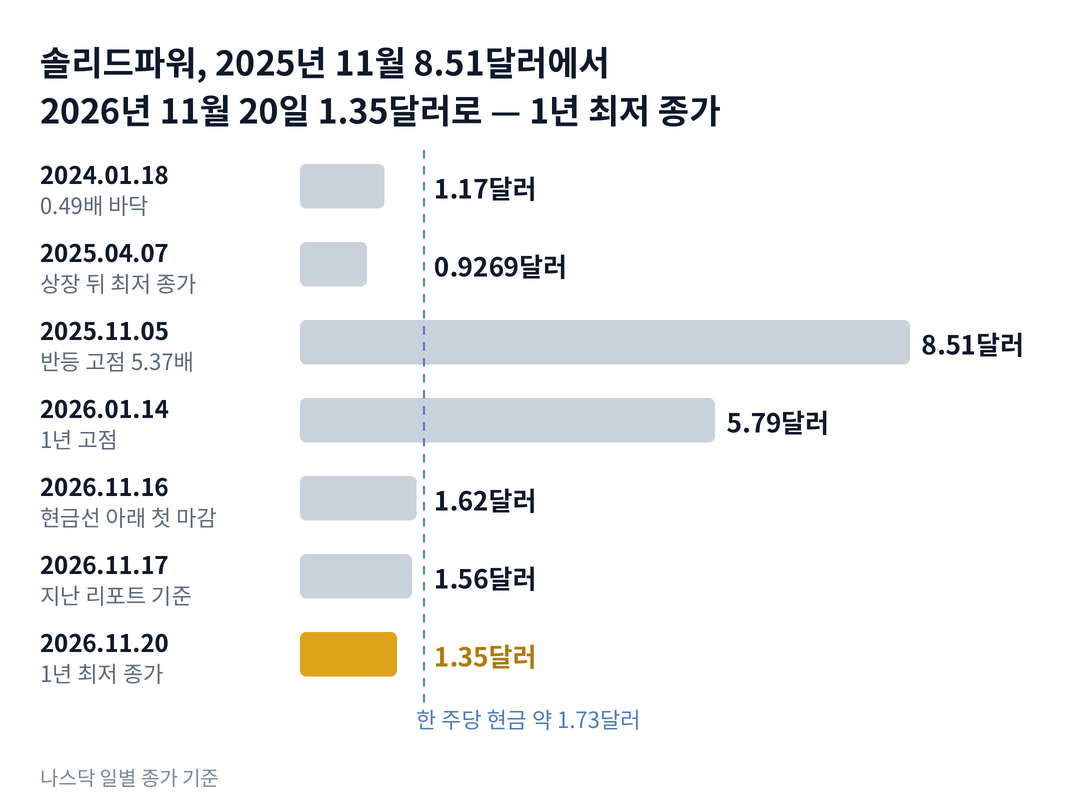 솔리드파워, 2025년 11월 8.51달러에서
2026년 11월 20일 1.35달러로 — 1년 최저 종가
2024.01.18
0.49배 바닥
1.17달러
2025.04.07
상장 뒤 최저 종가
0.9269달러
2025.11.05
반등 고점 5.37배
8.51달러
2026.01.14
1년 고점
5.79달러
2026.11.16
현금선 아래 첫 마감
1.62달러
2026.11.17
지난 리포트 기준
1.56달러
2026.11.20
1년 최저 종가
1.35달러
한 주당 현금 약 1.73달러
나스닥 일별 종가 기준